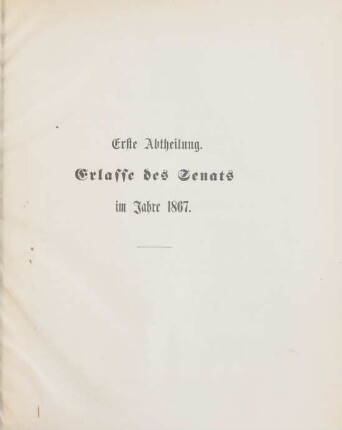 Erste Abtheilung.
Erlasse des Senats
im Jahre 1867.